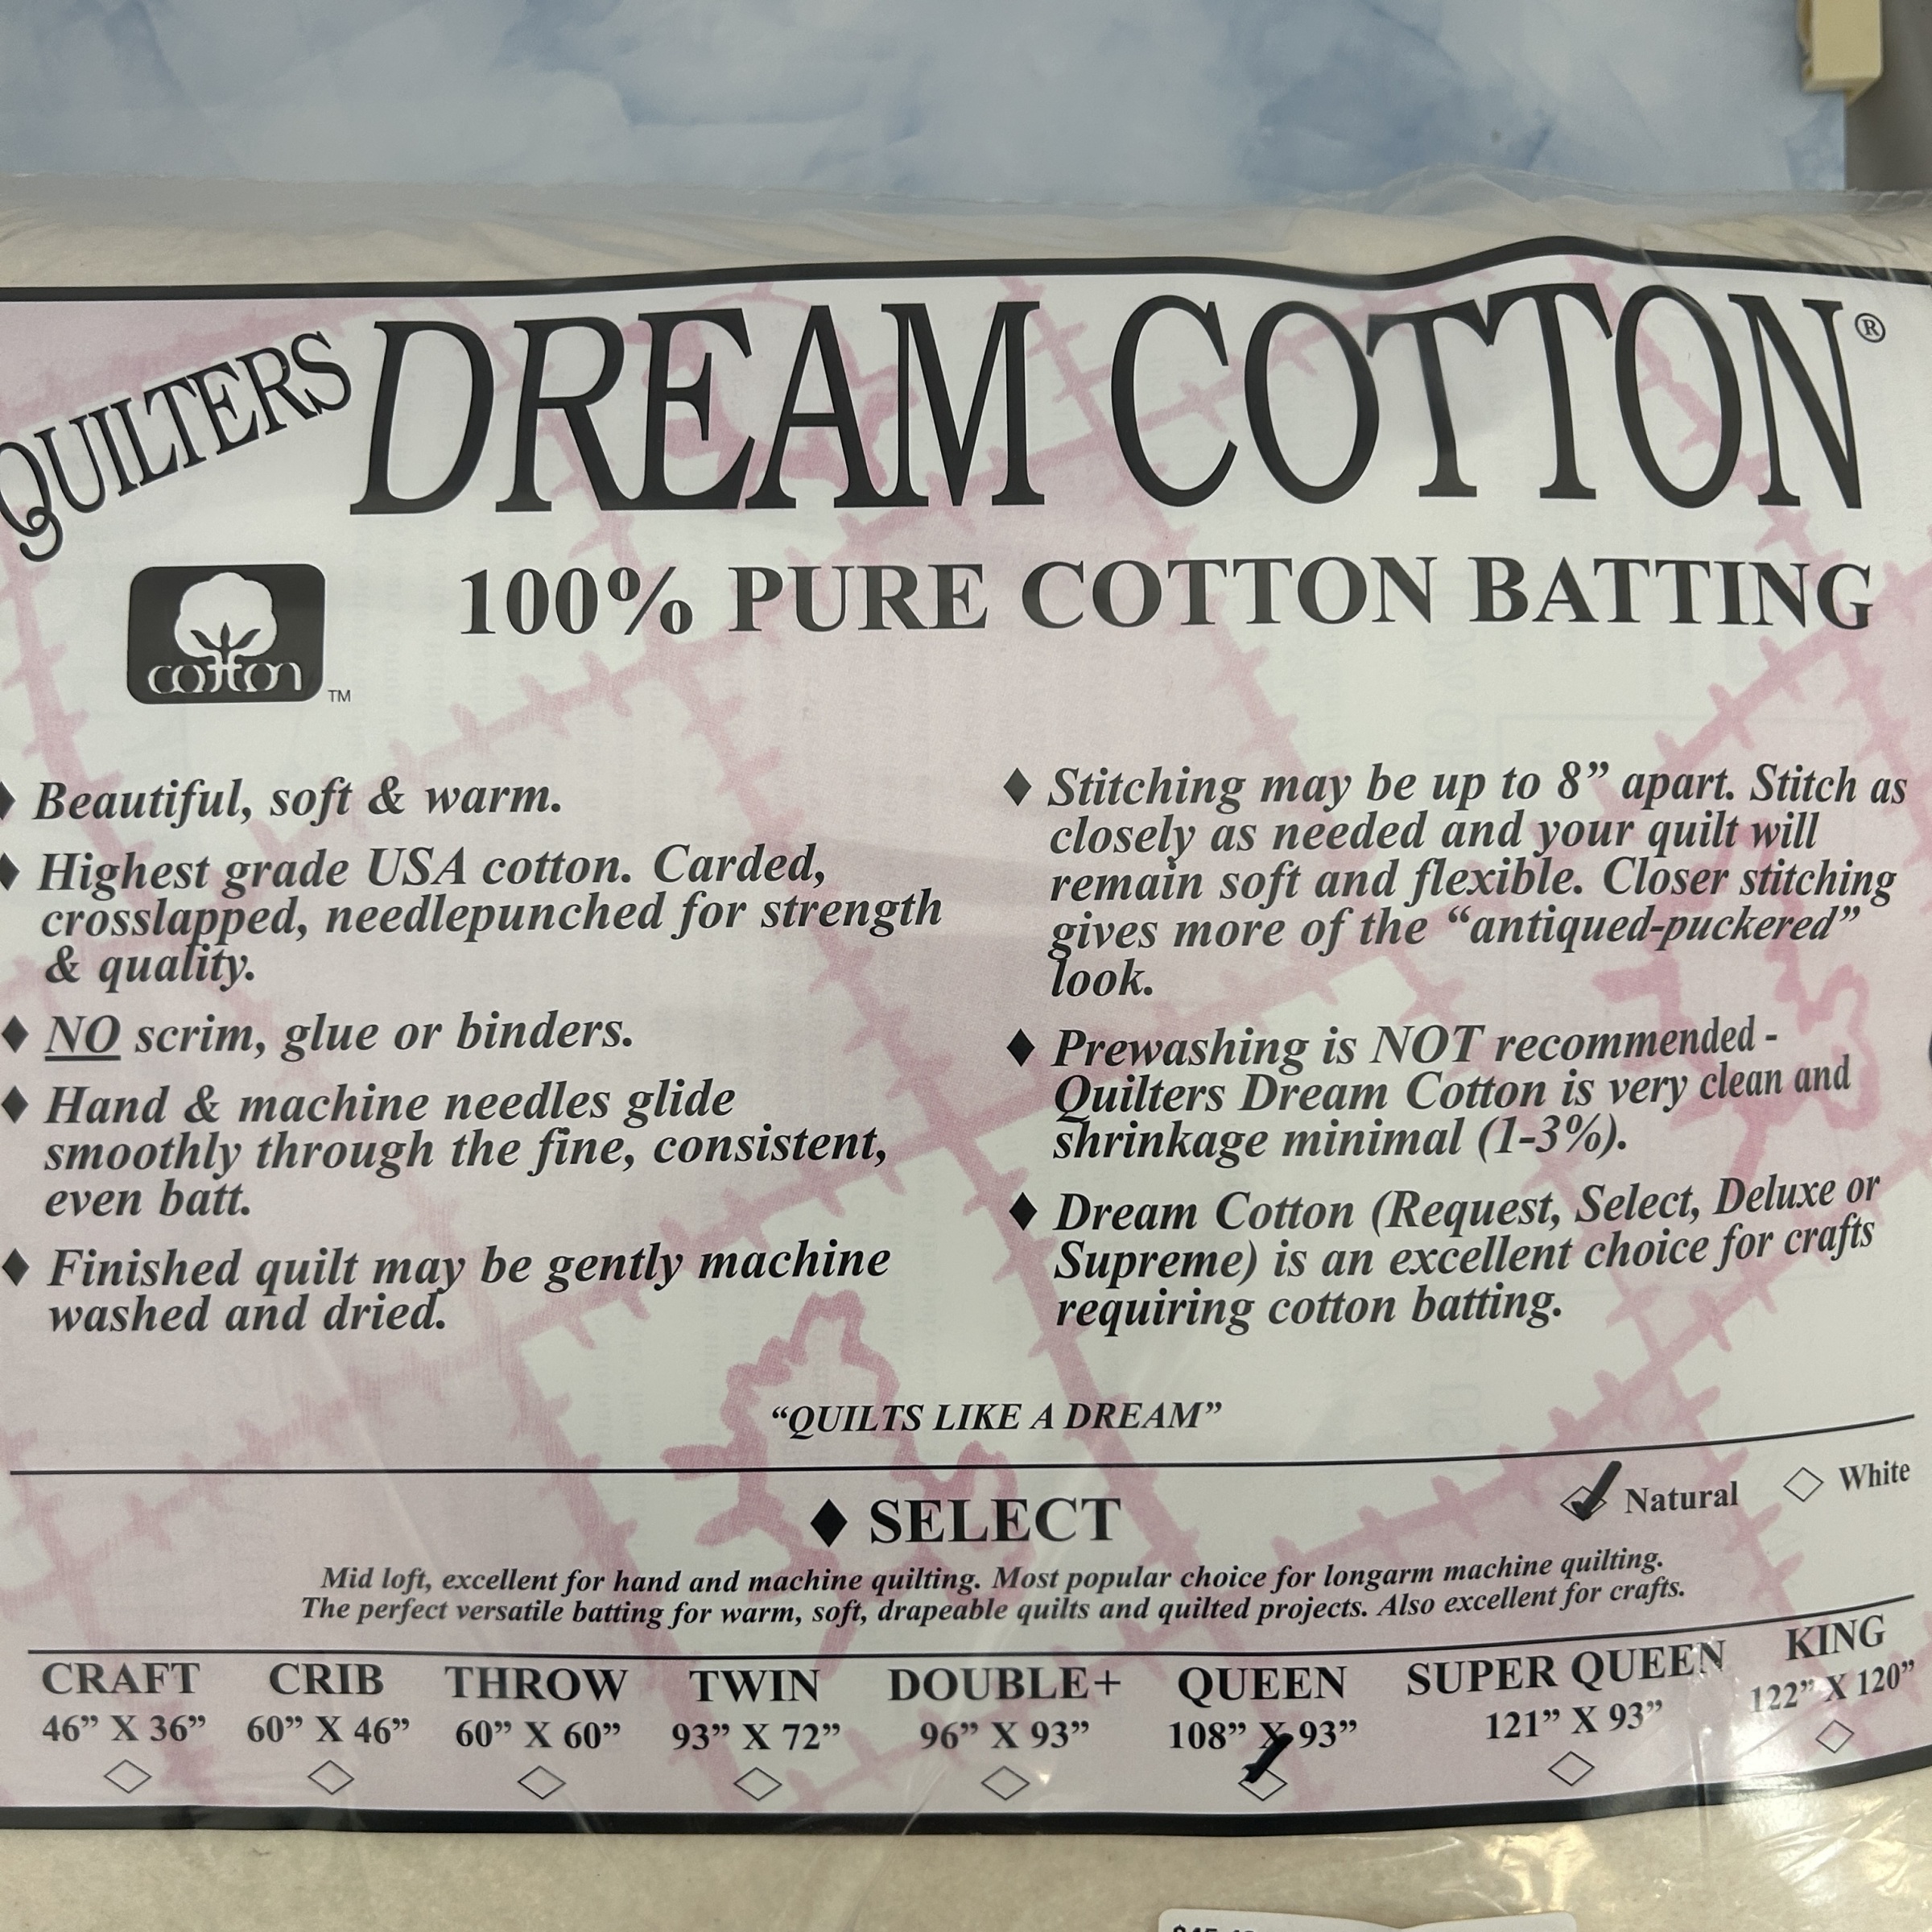 QUILTERS DREAM COTTON®
100% PURE COTTON BATTING
cotton TM
♦ Beautiful, soft & warm.
♦ Highest grade USA cotton. Carded,
crosslapped, needlepunched for strength
& quality.
♦ NO scrim, glue or binders.
♦ Hand & machine needles glide
smoothly through the fine, consistent,
even batt.
♦ Finished quilt may be gently machine
washed and dried.
♦ Stitching may be up to 8” apart. Stitch as
closely as needed and your quilt will
remain soft and flexible. Closer stitching
gives more of the “antiqued-puckered”
look.
♦ Prewashing is NOT recommended -
Quilters Dream Cotton is very clean and
shrinkage minimal (1-3%).
♦ Dream Cotton (Request, Select, Deluxe or
Supreme) is an excellent choice for crafts
requiring cotton batting.
“QUILTS LIKE A DREAM”
♦ SELECT
Natural White
Mid loft, excellent for hand and machine quilting. Most popular choice for longarm machine quilting.
The perfect versatile batting for warm, soft, drapeable quilts and quilted projects. Also excellent for crafts.
CRAFT CRIB THROW TWIN DOUBLE+ QUEEN SUPER QUEEN KING
46” X 36” 60” X 46” 60” X 60” 93” X 72” 96” X 93” 108” X 93” 121” X 93” 122” X 120”